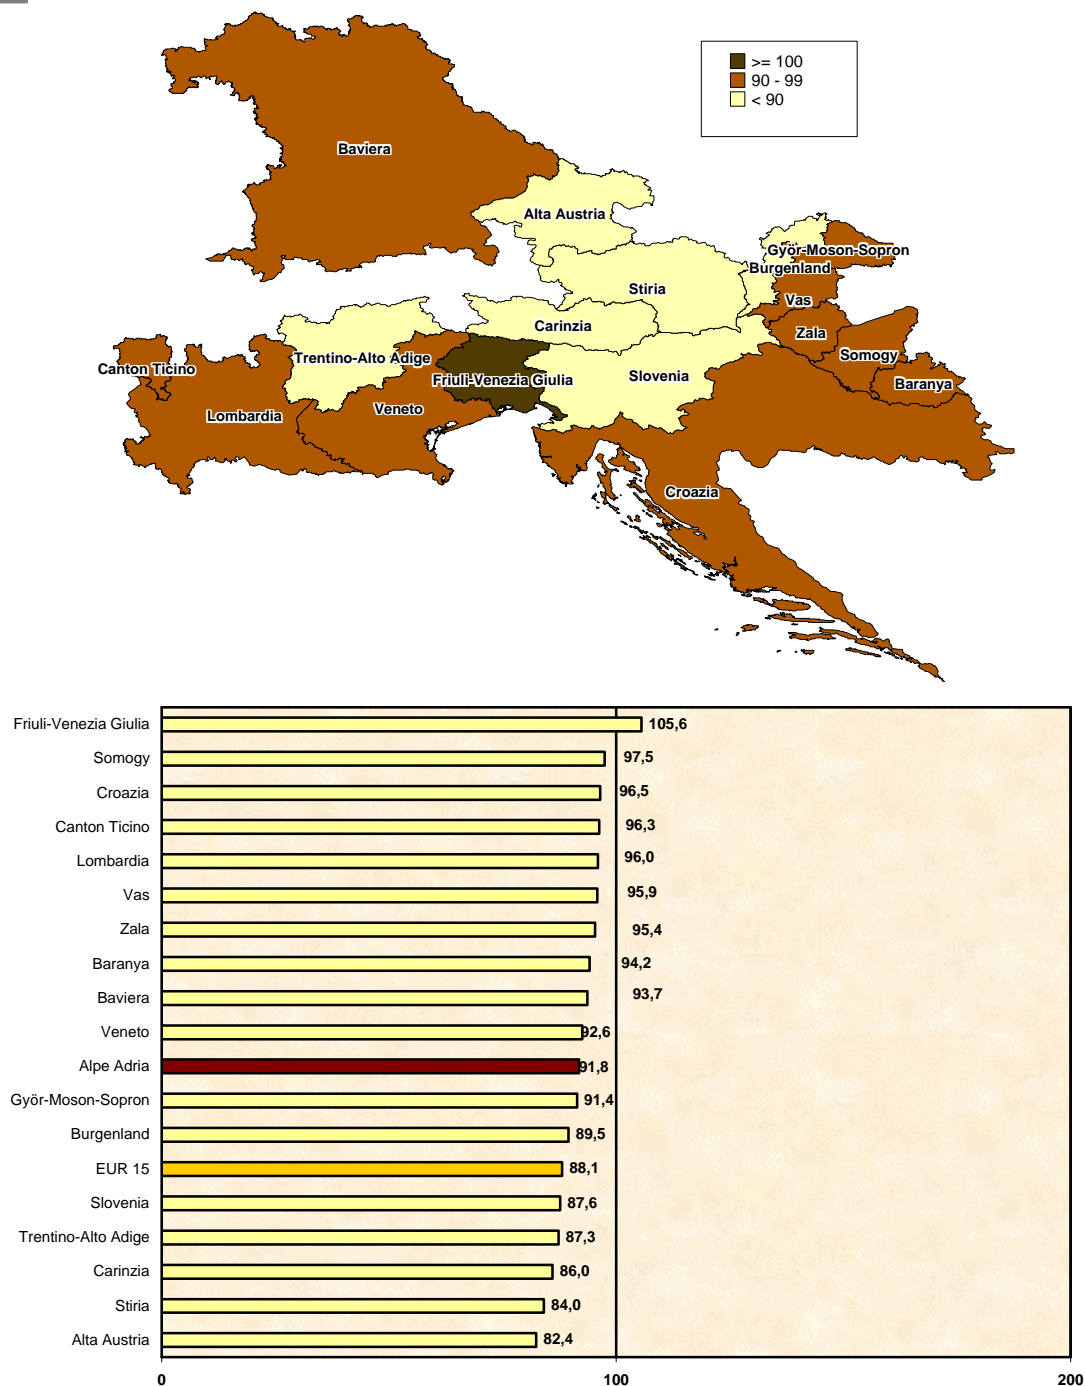 >= 100
90 - 99
< 90
Baviera
Alta Austria
Györ-Moson-Sopron
Burgenland
Stiria
Vas
Carinzia
Zala
Trentino-Alto Adige
Somogy
Canton Ticino
Friuli-Venezia Giulia
Slovenia
Baranya
Lombardia
Veneto
Croazia
Friuli-Venezia Giulia 105,6
Somogy 97,5
Croazia 96,5
Canton Ticino 96,3
Lombardia 96,0
Vas 95,9
Zala 95,4
Baranya 94,2
Baviera 93,7
Veneto 92,6
Alpe Adria 91,8
Györ-Moson-Sopron 91,4
Burgenland 89,5
EUR 15 88,1
Slovenia 87,6
Trentino-Alto Adige 87,3
Carinzia 86,0
Stiria 84,0
Alta Austria 82,4
0 100 200